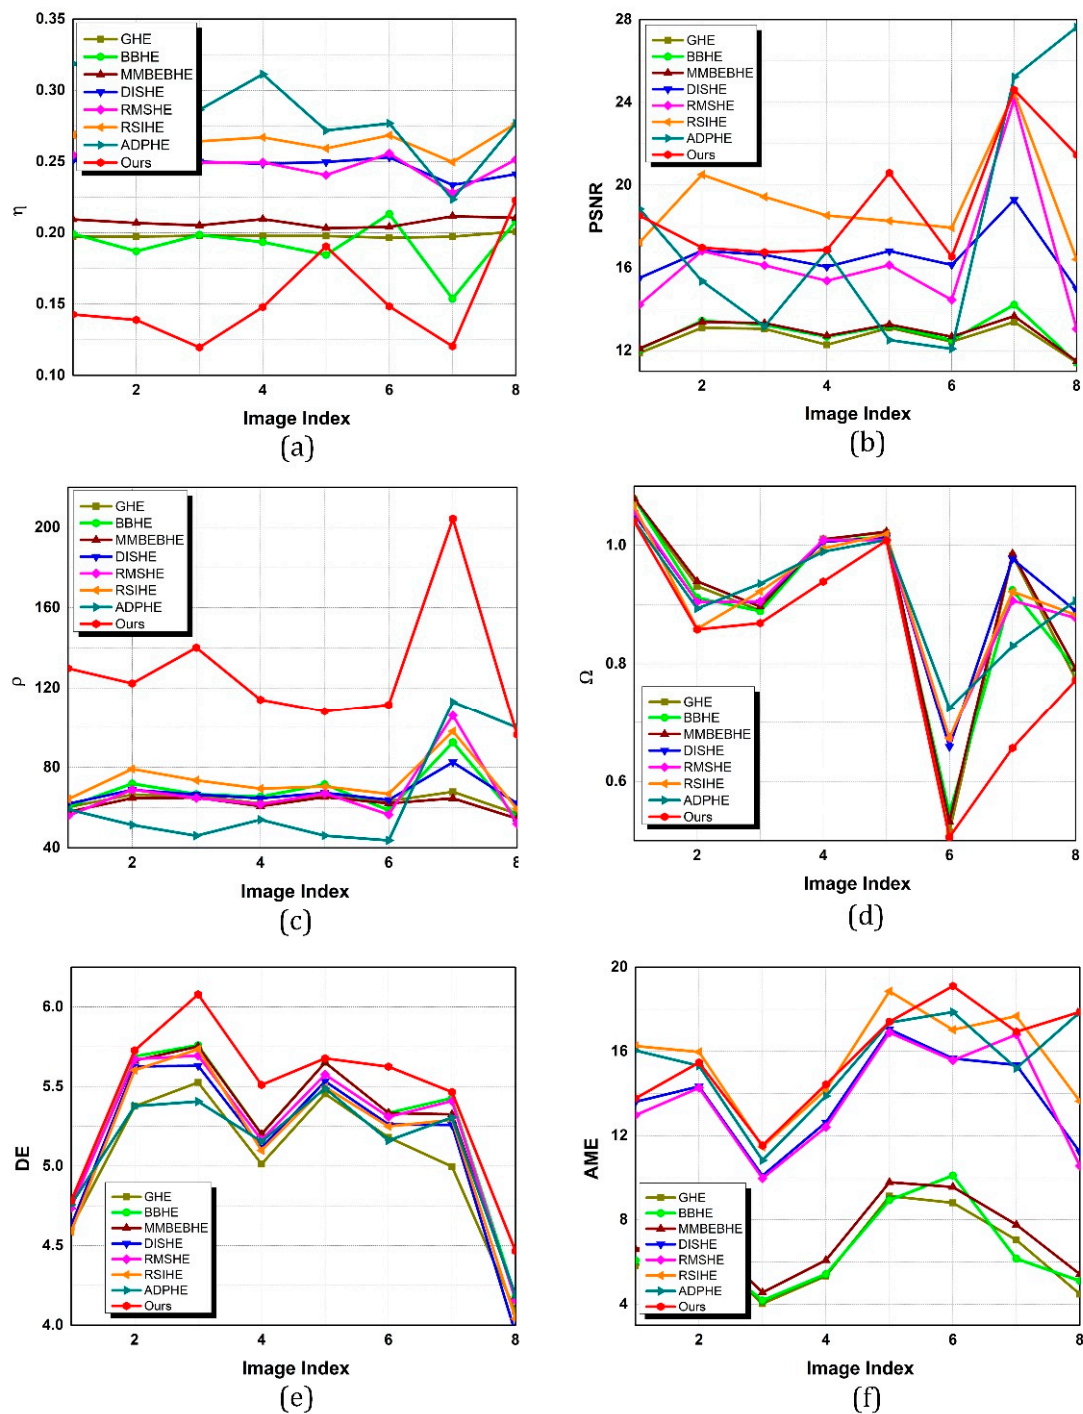 0.35
0.30
0.25
0.20
0.15
0.10
η
GHE
BBHE
MMBEBHE
DISHE
RMSHE
RSIHE
ADPHE
Ours
2 4 6 8
Image Index
(a)
28
24
20
16
12
PSNR
GHE
BBHE
MMBEBHE
DISHE
RMSHE
RSIHE
ADPHE
Ours
2 4 6 8
Image Index
(b)
200
160
120
80
40
ρ
GHE
BBHE
MMBEBHE
DISHE
RMSHE
RSIHE
ADPHE
Ours
2 4 6 8
Image Index
(c)
1.0
0.8
0.6
Ω
GHE
BBHE
MMBEBHE
DISHE
RMSHE
RSIHE
ADPHE
Ours
2 4 6 8
Image Index
(d)
6.0
5.5
5.0
4.5
4.0
DE
GHE
BBHE
MMBEBHE
DISHE
RMSHE
RSIHE
ADPHE
Ours
2 4 6 8
Image Index
(e)
20
16
12
8
4
AME
GHE
BBHE
MMBEBHE
DISHE
RMSHE
RSIHE
ADPHE
Ours
2 4 6 8
Image Index
(f)